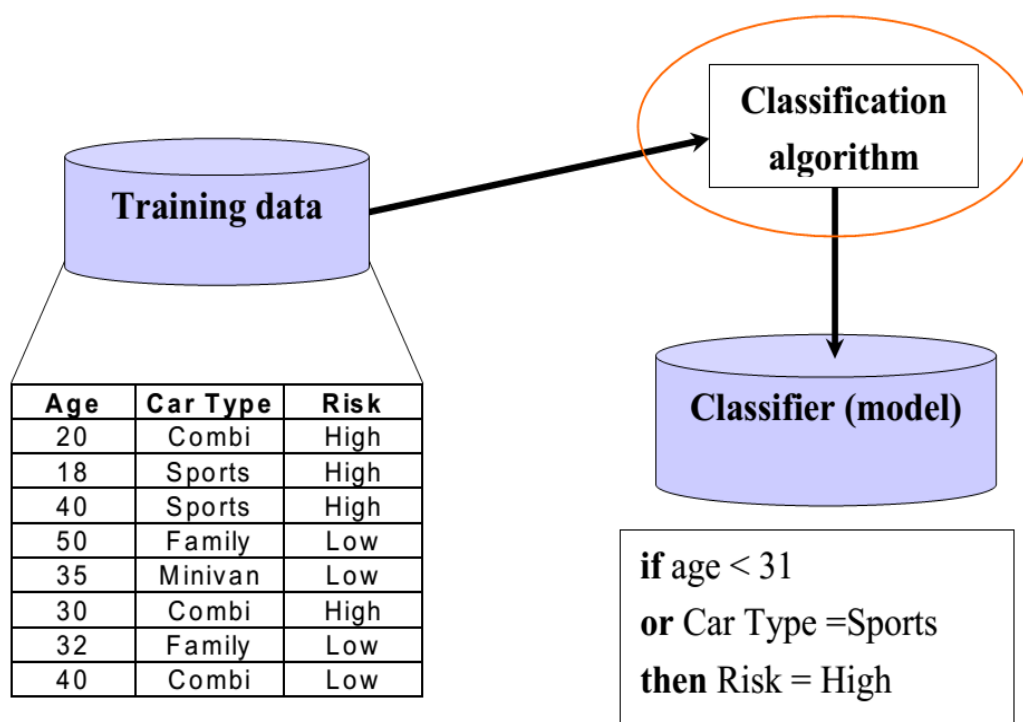 Classification
algorithm
Training data
Age Car Type Risk
20 Combi High
18 Sports High
40 Sports High
50 Family Low
35 Minivan Low
30 Combi High
32 Family Low
40 Combi Low
Classifier (model)
if age < 31
or Car Type =Sports
then Risk = High